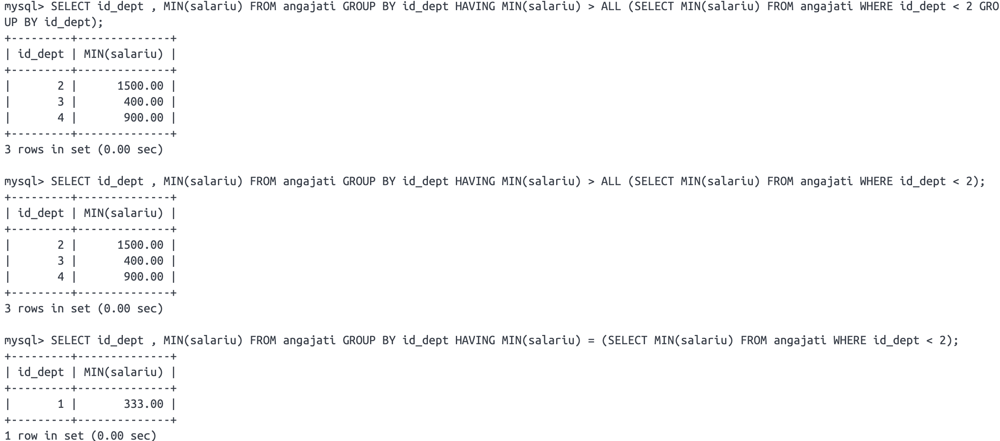 mysql> SELECT id_dept , MIN(salariu) FROM angajati GROUP BY id_dept HAVING MIN(salariu) > ALL (SELECT MIN(salariu) FROM angajati WHERE id_dept < 2 GRO
UP BY id_dept);
+---------+--------------+
| id_dept | MIN(salariu) |
+---------+--------------+
|       2 |      1500.00 |
|       3 |       400.00 |
|       4 |       900.00 |
+---------+--------------+
3 rows in set (0.00 sec)

mysql> SELECT id_dept , MIN(salariu) FROM angajati GROUP BY id_dept HAVING MIN(salariu) > ALL (SELECT MIN(salariu) FROM angajati WHERE id_dept < 2);
+---------+--------------+
| id_dept | MIN(salariu) |
+---------+--------------+
|       2 |      1500.00 |
|       3 |       400.00 |
|       4 |       900.00 |
+---------+--------------+
3 rows in set (0.00 sec)

mysql> SELECT id_dept , MIN(salariu) FROM angajati GROUP BY id_dept HAVING MIN(salariu) = (SELECT MIN(salariu) FROM angajati WHERE id_dept < 2);
+---------+--------------+
| id_dept | MIN(salariu) |
+---------+--------------+
|       1 |       333.00 |
+---------+--------------+
1 row in set (0.00 sec)